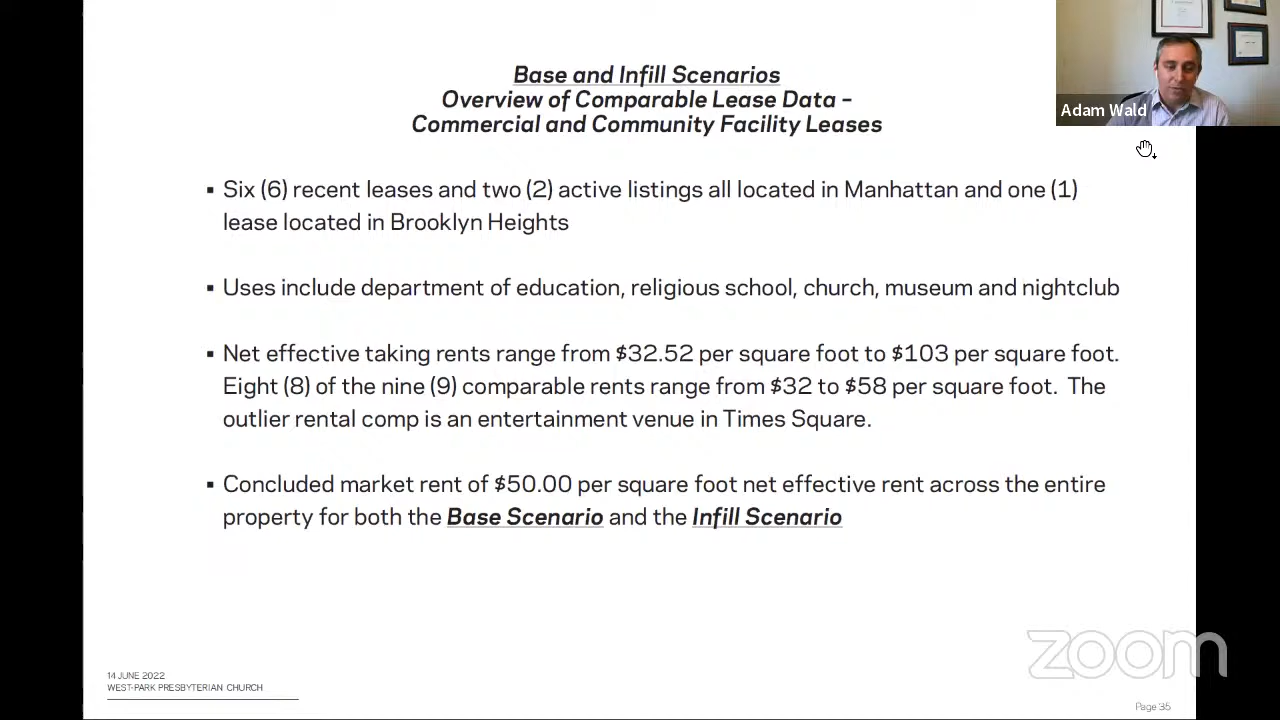 Base and Infill Scenarios
Overview of Comparable Lease Data –
Commercial and Community Facility Leases
Adam Wald
▪ Six (6) recent leases and two (2) active listings all located in Manhattan and one (1)
lease located in Brooklyn Heights
▪ Uses include department of education, religious school, church, museum and nightclub
▪ Net effective taking rents range from $32.52 per square foot to $103 per square foot.
Eight (8) of the nine (9) comparable rents range from $32 to $58 per square foot. The
outlier rental comp is an entertainment venue in Times Square.
▪ Concluded market rent of $50.00 per square foot net effective rent across the entire
property for both the Base Scenario and the Infill Scenario
zoom
14 JUNE 2022
WEST-PARK PRESBYTERIAN CHURCH
Page 35